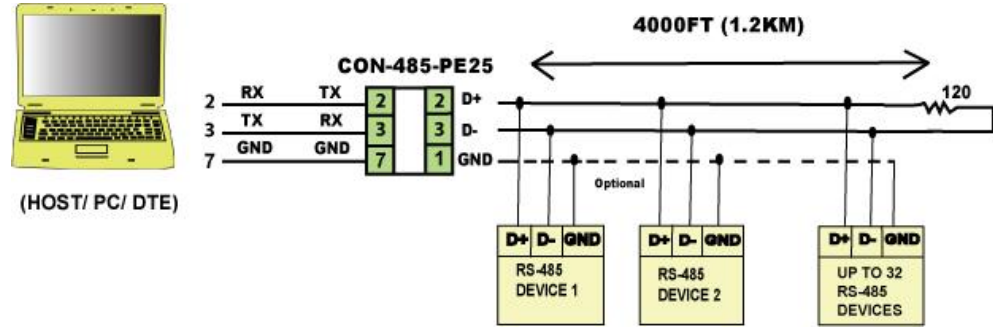 4000FT (1.2KM)
CON-485-PE25
120
2 RX TX 2 2 D+
3 TX RX 3 3 D-
7 GND GND 7 1 GND
Optional
(HOST/ PC/ DTE)
D+ D- GND D+ D- GND D+ D- GND
RS-485
DEVICE 1
RS-485
DEVICE 2
UP TO 32
RS-485
DEVICES